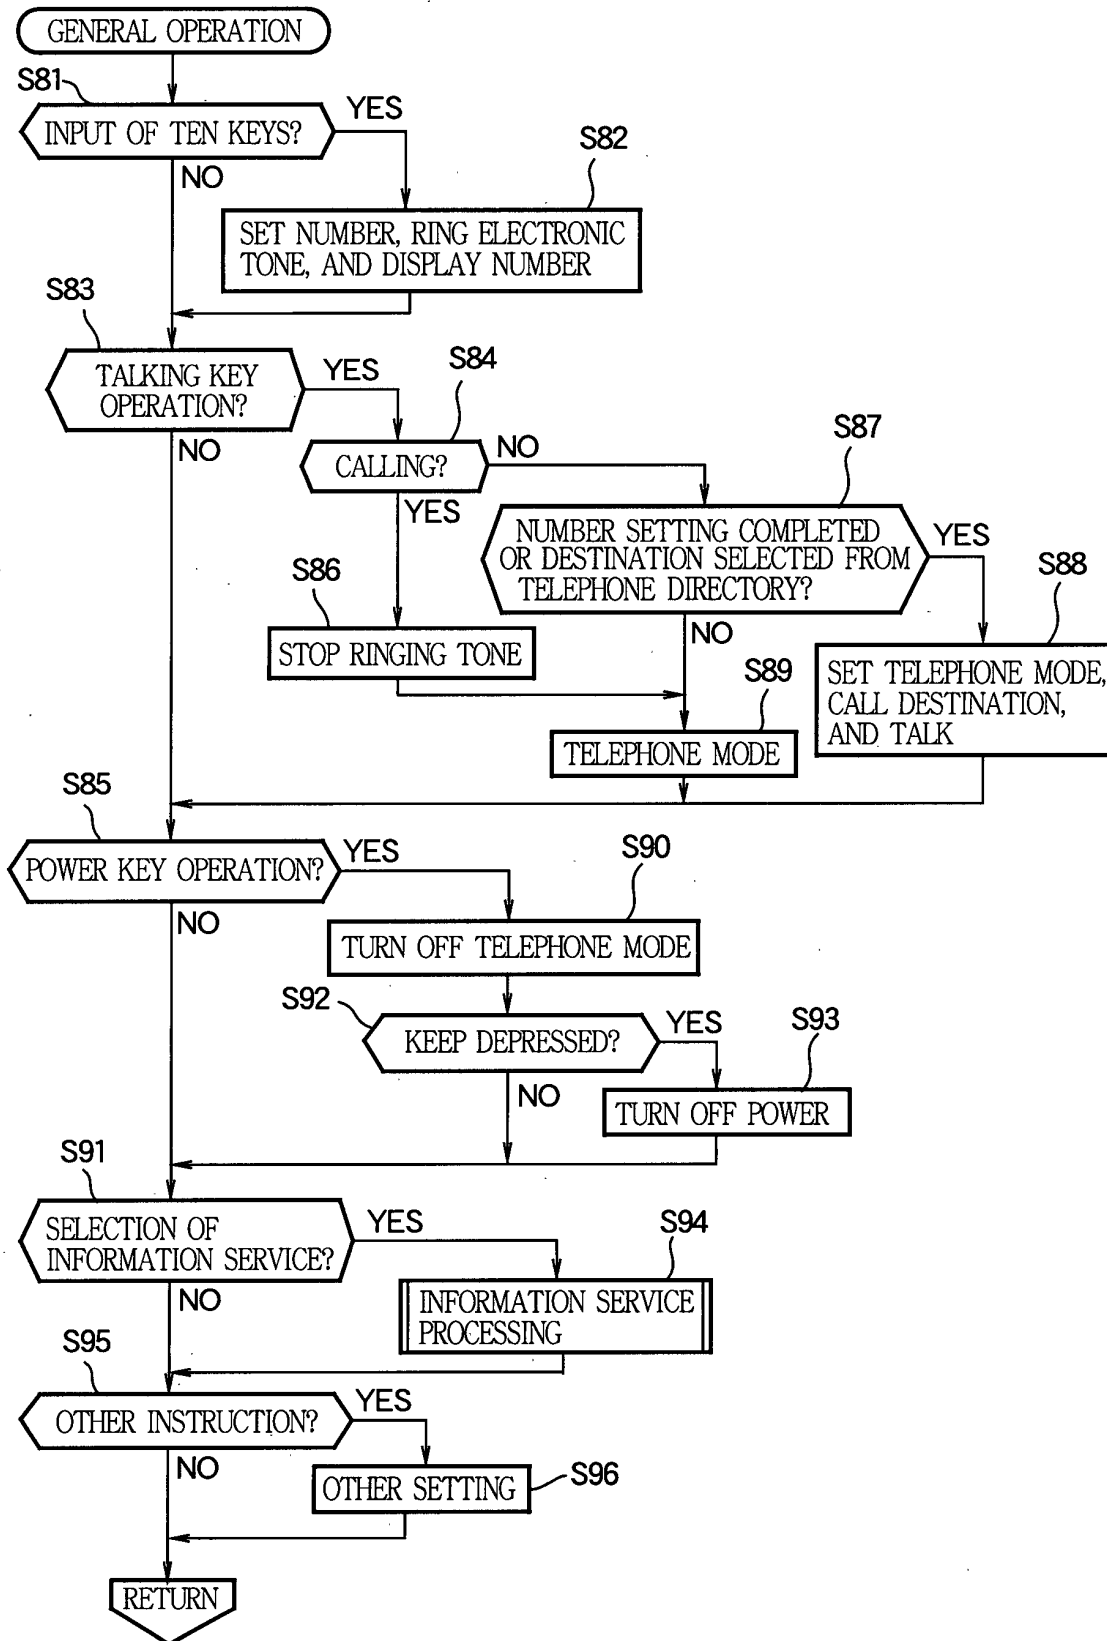 GENERAL OPERATION
S81
INPUT OF TEN KEYS?
YES
NO
S82
SET NUMBER, RING ELECTRONIC
TONE, AND DISPLAY NUMBER
S83
TALKING KEY
OPERATION?
YES
NO
S84
CALLING?
NO
YES
S87
NUMBER SETTING COMPLETED
OR DESTINATION SELECTED FROM
TELEPHONE DIRECTORY?
YES
NO
S86
STOP RINGING TONE
S88
SET TELEPHONE MODE,
CALL DESTINATION,
AND TALK
S89
TELEPHONE MODE
S85
POWER KEY OPERATION?
YES
NO
S90
TURN OFF TELEPHONE MODE
S92
KEEP DEPRESSED?
YES
NO
S93
TURN OFF POWER
S91
SELECTION OF
INFORMATION SERVICE?
YES
NO
S94
INFORMATION SERVICE
PROCESSING
S95
OTHER INSTRUCTION?
YES
NO
OTHER SETTING
S96
RETURN